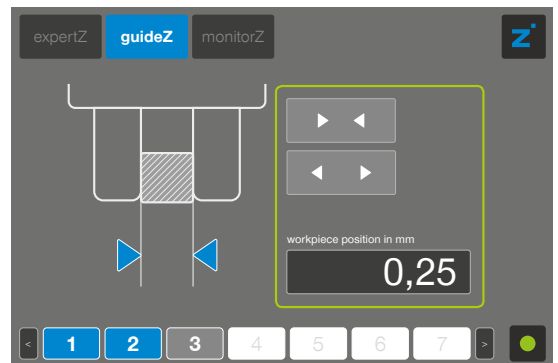 expertZ guideZ monitorZ z
workpiece position in mm
0,25
< 1 2 3 4 5 6 7 >